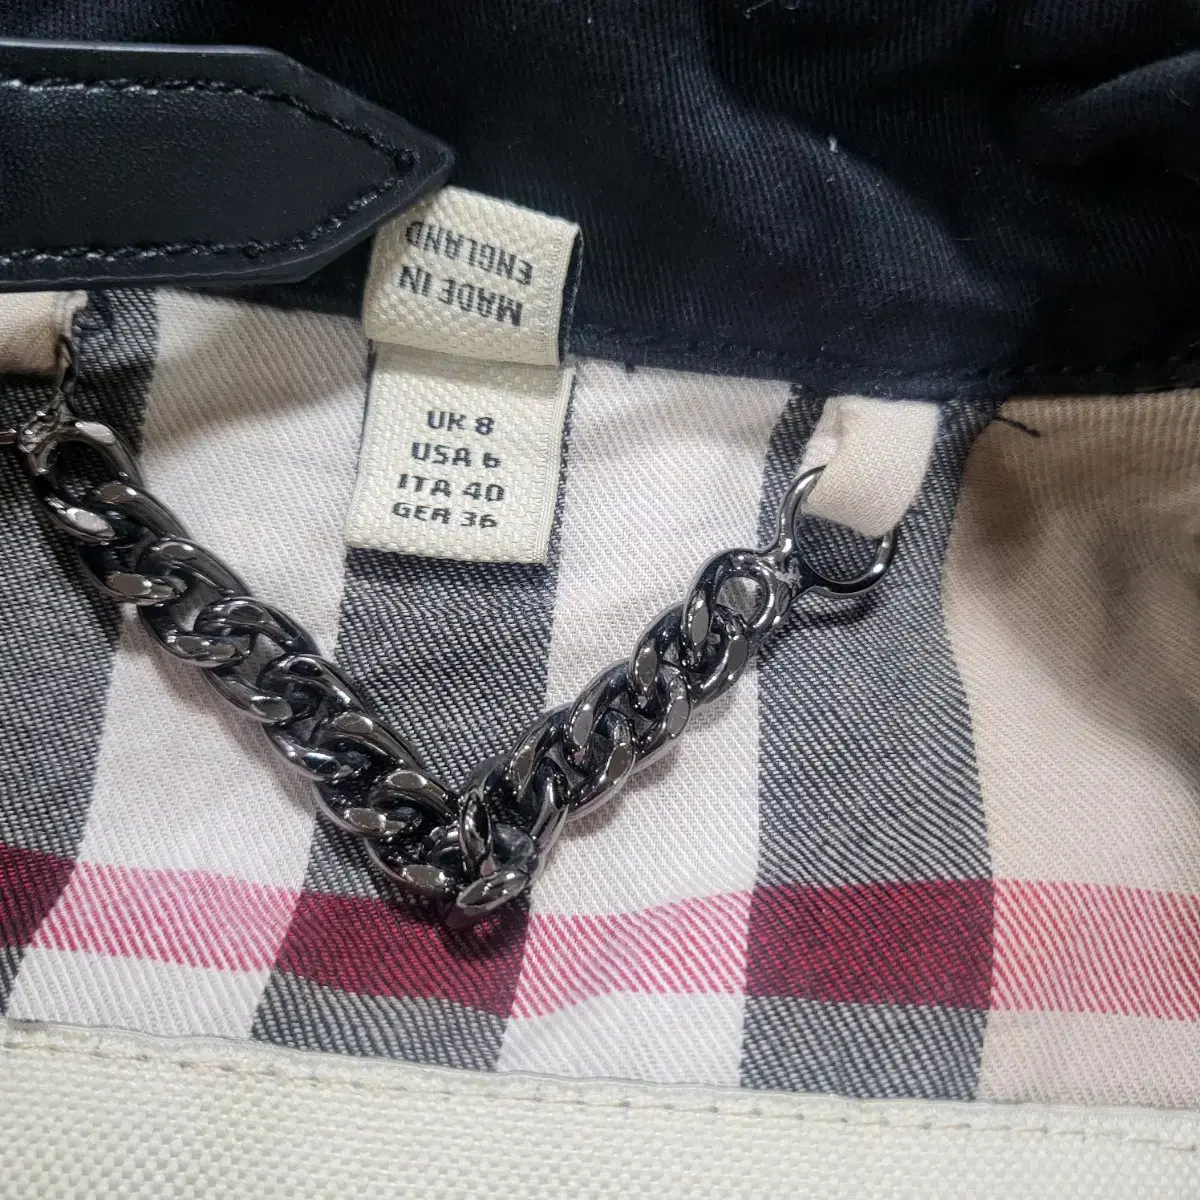 MADE IN
ENGLAND
UK 8
USA 6
ITA 40
GER 36